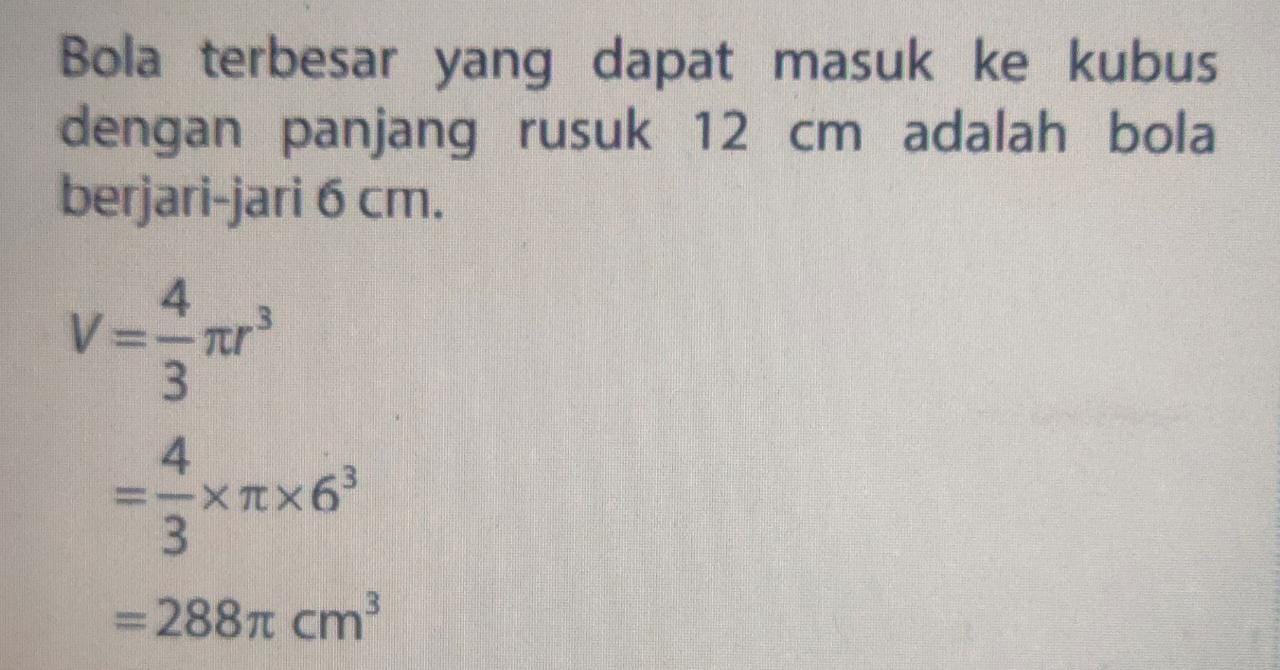 Bola terbesar yang dapat masuk ke kubus
dengan panjang rusuk 12 cm adalah bola
berjari-jari 6 cm.
V = 4/3 πr³
= 4/3 × π × 6³
= 288π cm³